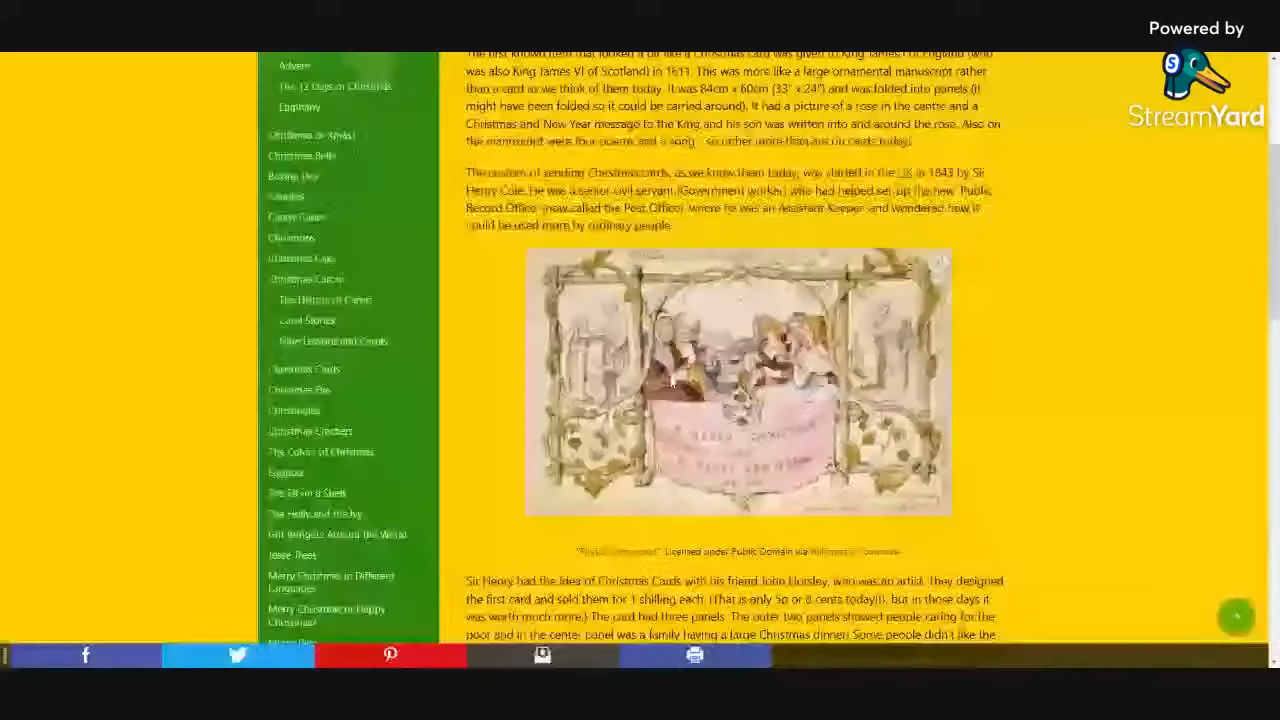 Powered by
StreamYard
Advent
The 12 Days of Christmas
Epiphany
Christmas or Xmas?
Christmas Bells
Boxing Day
Candles
Candy Canes
Christmas Cake
Christmas Carols
The History of Carols
Carol Stories
Nine Lessons and Carols
Christmas Cards
Christmas Eve
Christingles
Christmas Crackers
The Colors of Christmas
Eggnog
The Elf on a Shelf
The Holly and the Ivy
Gift Bringers Around the World
Jesse Trees
Merry Christmas in Different
Languages
Merry Christmas or Happy
Christmas?
The first known item that looked a bit like a Christmas card was given to King James I of England (who
was also King James VI of Scotland) in 1611. This was more like a large ornamental manuscript rather
than a card as we think of them today. It was 84cm x 60cm (33" x 24") and was folded into panels (it
might have been folded so it could be carried around). It had a picture of a rose in the centre and a
Christmas and New Year message to the King and his son was written into and around the rose. Also on
the manuscript were four poems and a song - so rather more than are on cards today!
The custom of sending Christmas cards, as we know them today, was started in the UK in 1843 by Sir
Henry Cole. He was a senior civil servant (Government worker) who had helped set-up the new 'Public
Record Office' (now called the Post Office), where he was an Assistant Keeper, and wondered how it
could be used more by ordinary people.
Licensed under Public Domain via Wikimedia Commons
Sir Henry had the idea of Christmas Cards with his friend John Horsley, who was an artist. They designed
the first card and sold them for 1 shilling each. (That is only 5p or 8 cents today(!), but in those days it
was worth much more.) The card had three panels. The outer two panels showed people caring for the
poor and in the center panel was a family having a large Christmas dinner! Some people didn't like the